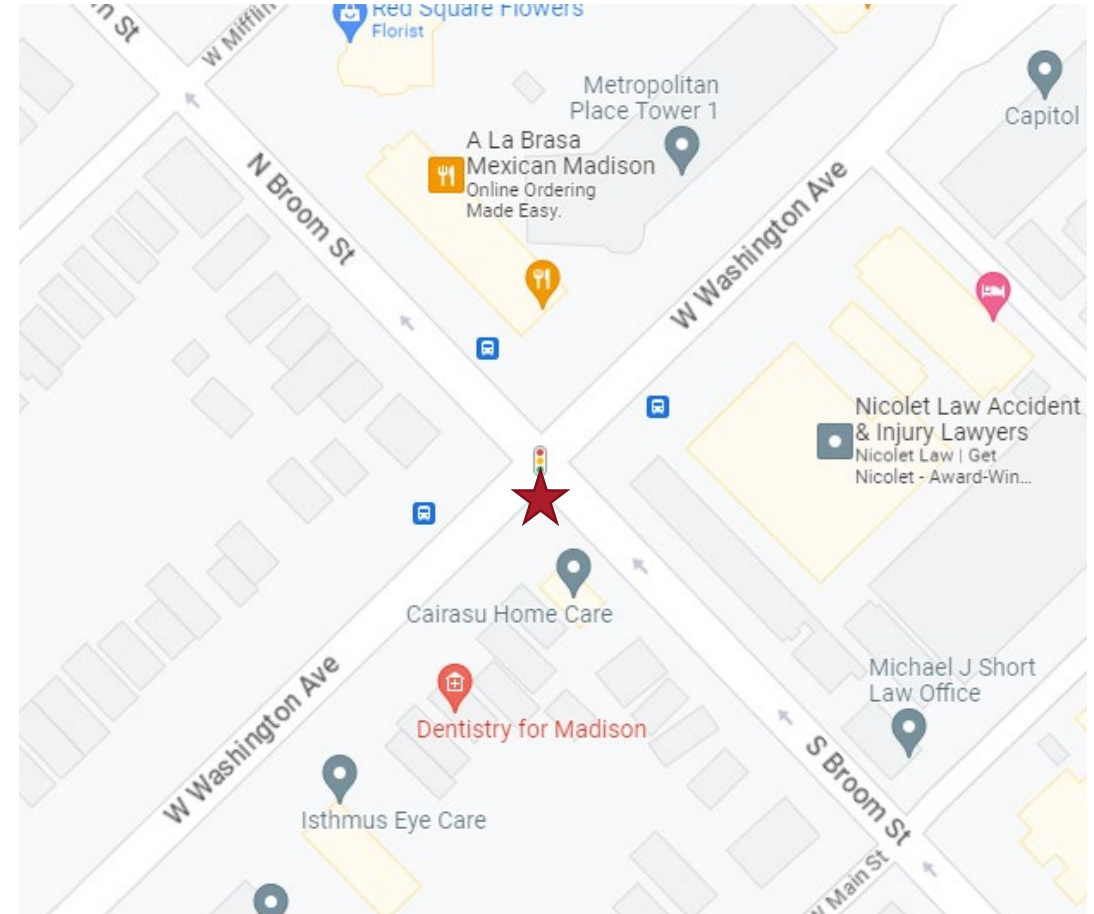 Red Square Flowers
Florist
n St
W Mifflin
Metropolitan
Place Tower 1
Capitol
A La Brasa
Mexican Madison
Online Ordering
Made Easy.
N Broom St
W Washington Ave
Nicolet Law Accident
& Injury Lawyers
Nicolet Law | Get
Nicolet - Award-Win...
Cairasu Home Care
Michael J Short
Law Office
Dentistry for Madison
W Washington Ave
S Broom St
Isthmus Eye Care
W Main St